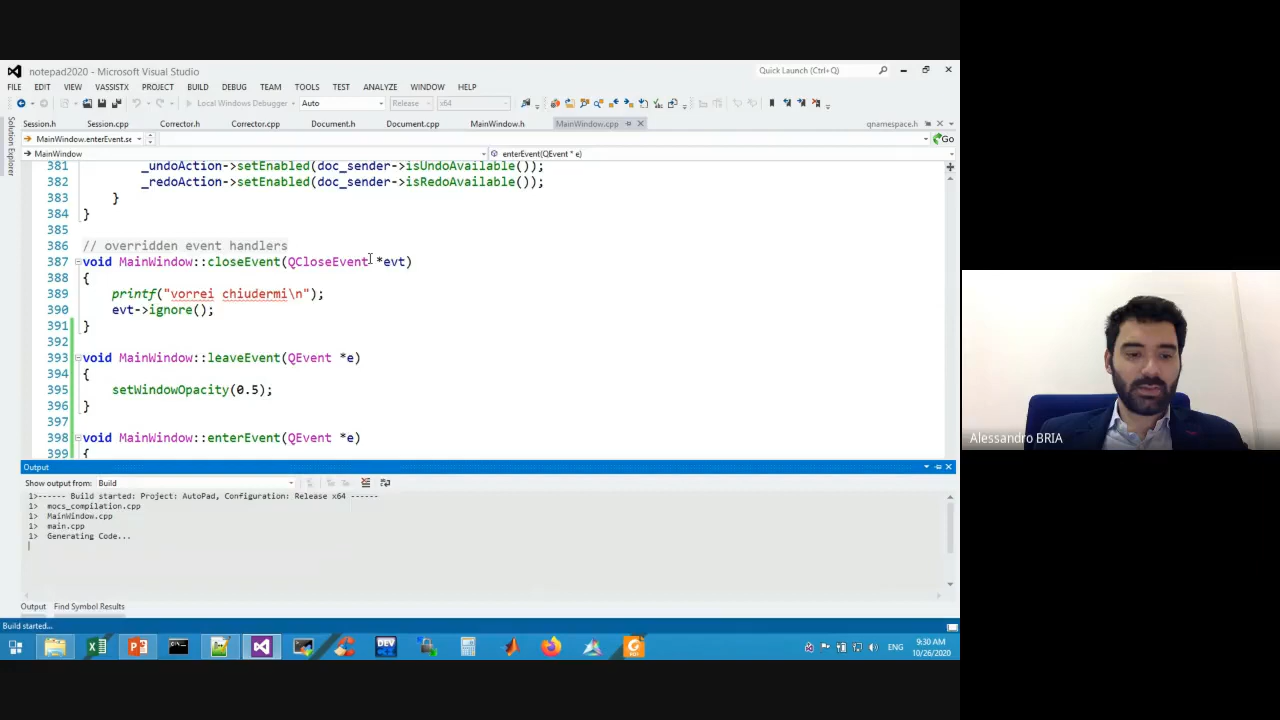 notepad2020 - Microsoft Visual Studio
Quick Launch (Ctrl+Q)
FILE EDIT VIEW VASSISTX PROJECT BUILD DEBUG TEAM TOOLS TEST ANALYZE WINDOW HELP
Local Windows Debugger Auto Release x64
Session.h Session.cpp Corrector.h Corrector.cpp Document.h Document.cpp MainWindow.h MainWindow.cpp qnamespace.h
MainWindow.enterEvent.se Go
MainWindow enterEvent(QEvent * e)
Solution Explorer
381 _undoAction->setEnabled(doc_sender->isUndoAvailable());
382 _redoAction->setEnabled(doc_sender->isRedoAvailable());
383 }
384 }
385
386 // overridden event handlers
387 void MainWindow::closeEvent(QCloseEvent *evt)
388 {
389 printf("vorrei chiudermi\n");
390 evt->ignore();
391 }
392
393 void MainWindow::leaveEvent(QEvent *e)
394 {
395 setWindowOpacity(0.5);
396 }
397
398 void MainWindow::enterEvent(QEvent *e)
399 {
Output
Show output from: Build
1>------ Build started: Project: AutoPad, Configuration: Release x64 ------
1> mocs_compilation.cpp
1> MainWindow.cpp
1> main.cpp
1> Generating Code...
Output Find Symbol Results
Build started...
DEV
ENG
9:30 AM
10/26/2020
Alessandro BRIA